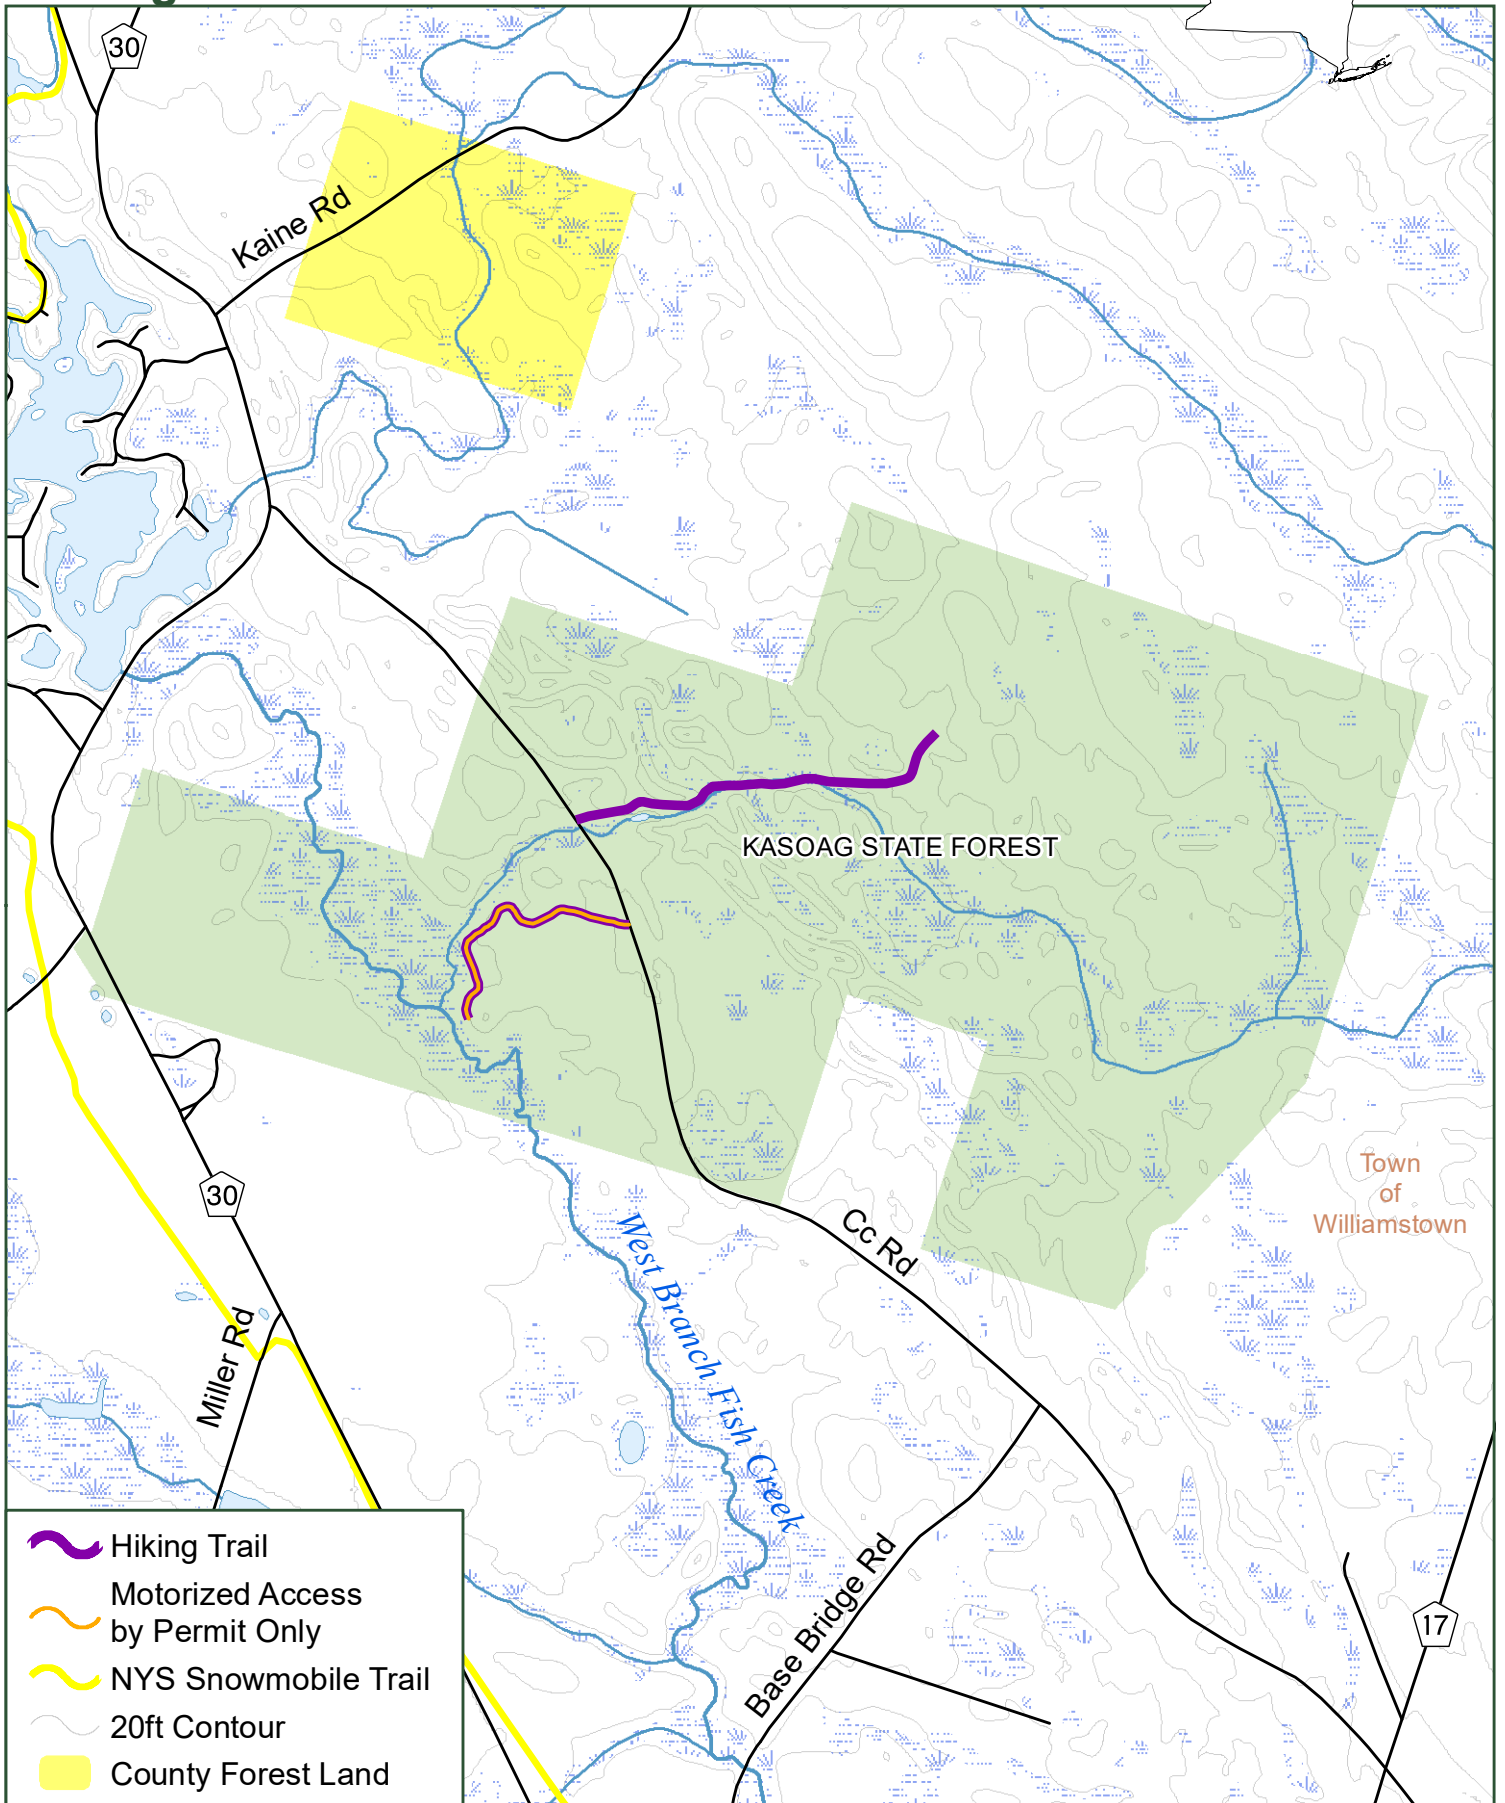 30
Kaine Rd
KASOAG STATE FOREST
Town
of
Williamstown
30
Cc Rd
West Branch Fish Creek
Miller Rd
Base Bridge Rd
17
Hiking Trail
Motorized Access
by Permit Only
NYS Snowmobile Trail
20ft Contour
County Forest Land